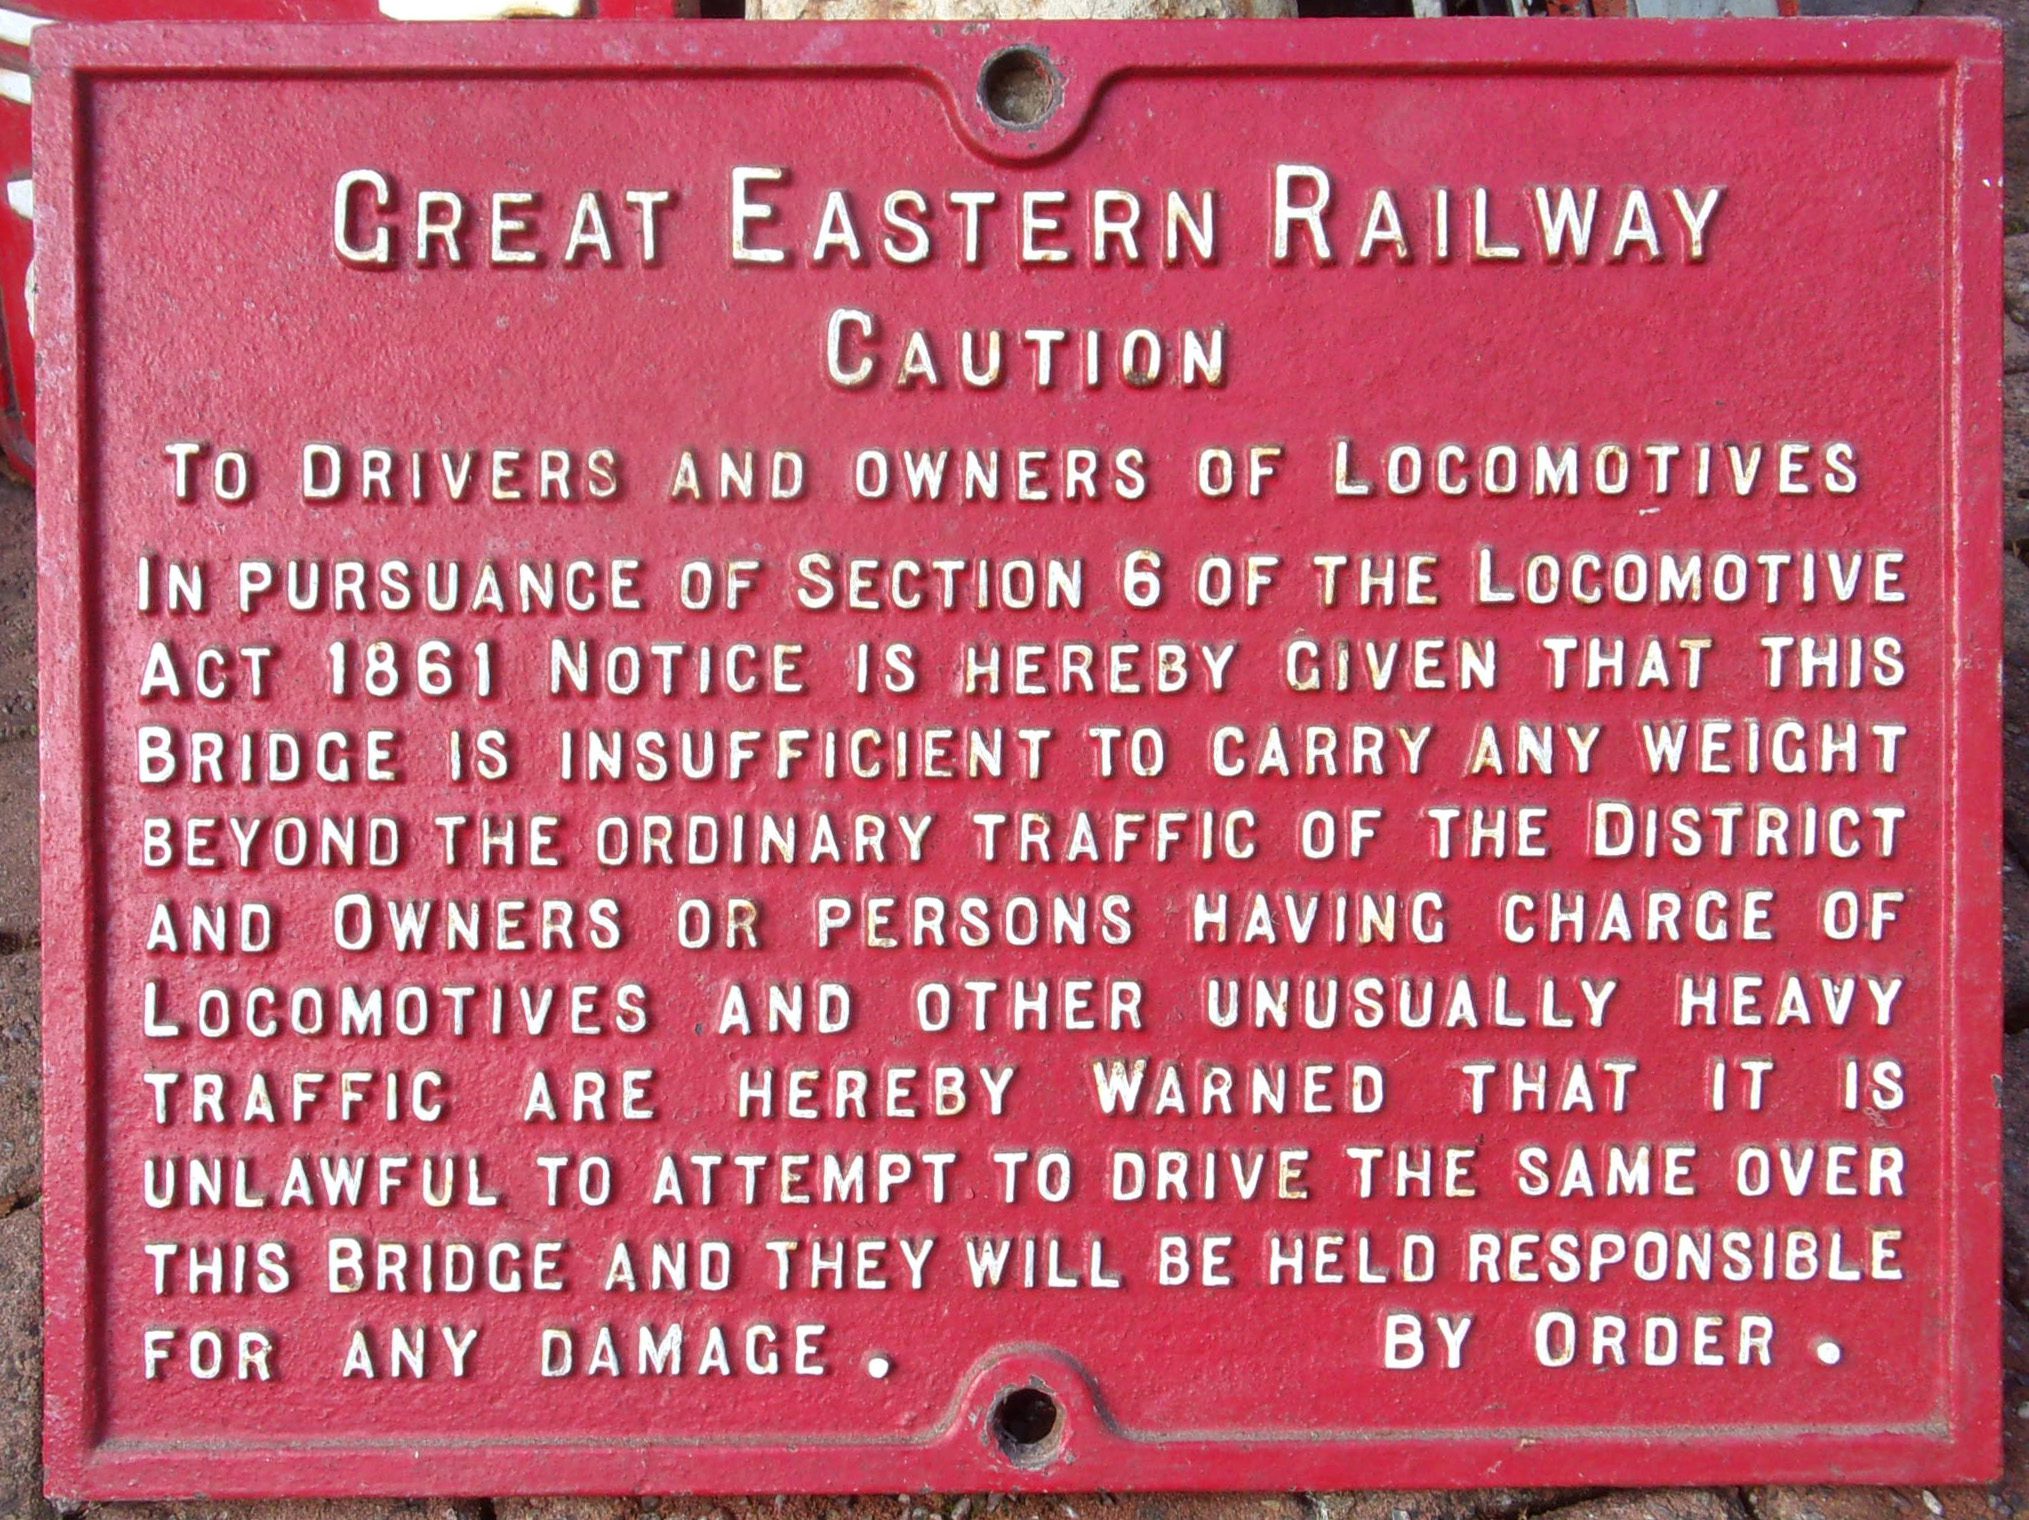 GREAT EASTERN RAILWAY
CAUTION
TO DRIVERS AND OWNERS OF LOCOMOTIVES
IN PURSUANCE OF SECTION 6 OF THE LOCOMOTIVE
ACT 1861 NOTICE IS HEREBY GIVEN THAT THIS
BRIDGE IS INSUFFICIENT TO CARRY ANY WEIGHT
BEYOND THE ORDINARY TRAFFIC OF THE DISTRICT
AND OWNERS OR PERSONS HAVING CHARGE OF
LOCOMOTIVES AND OTHER UNUSUALLY HEAVY
TRAFFIC ARE HEREBY WARNED THAT IT IS
UNLAWFUL TO ATTEMPT TO DRIVE THE SAME OVER
THIS BRIDGE AND THEY WILL BE HELD RESPONSIBLE
FOR ANY DAMAGE. BY ORDER.